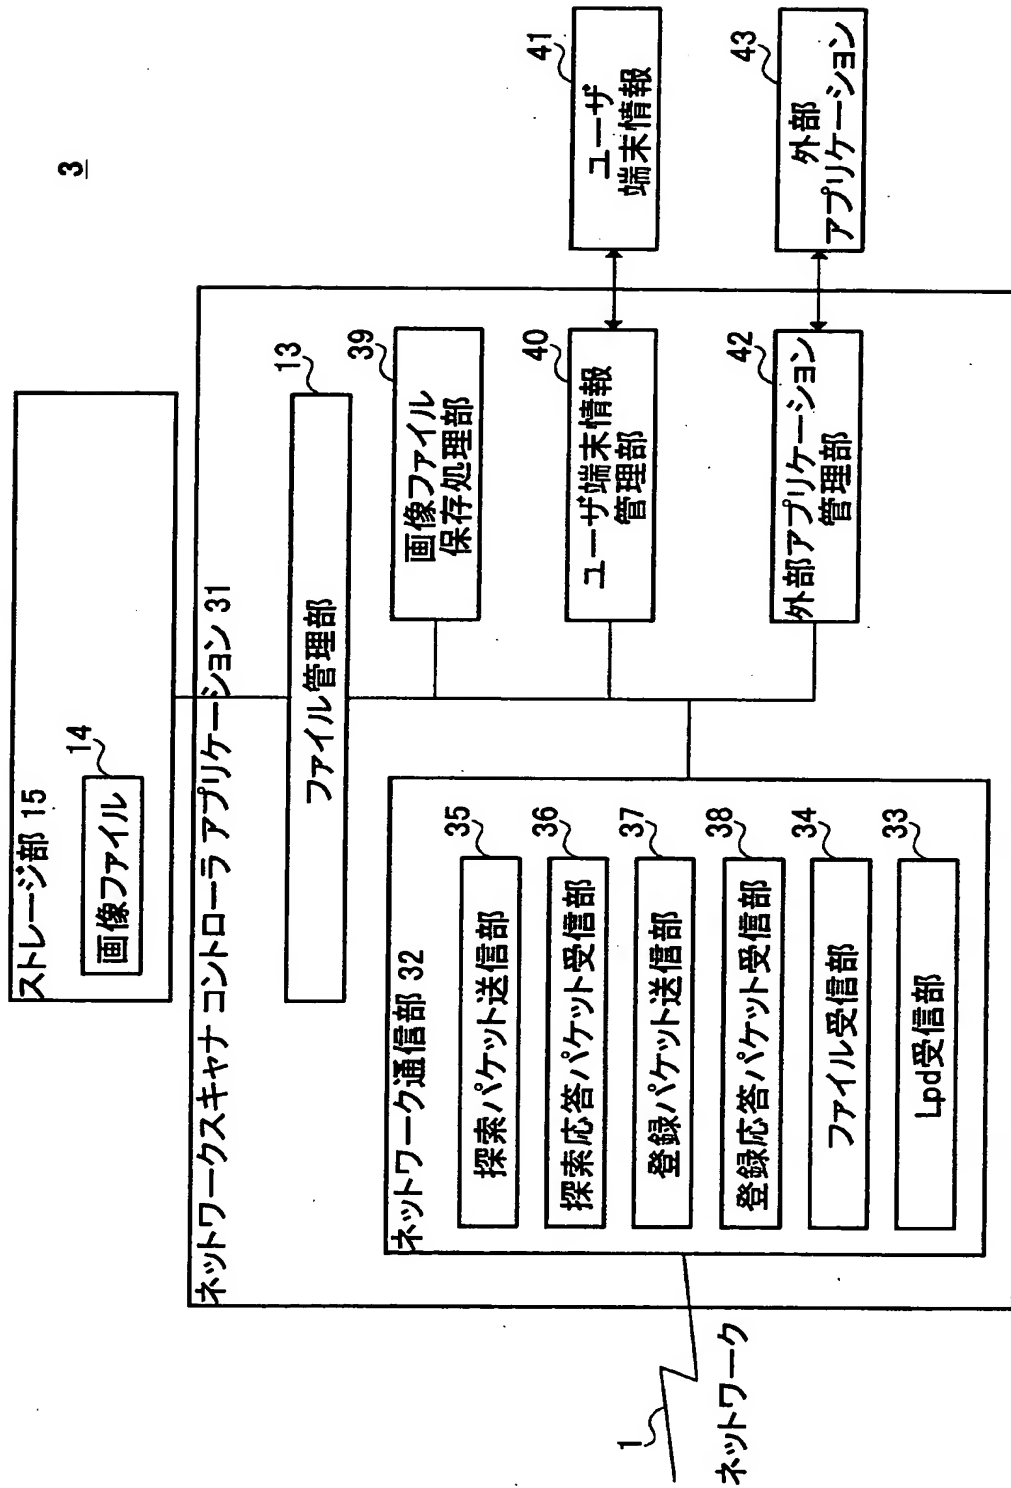 3
ストレージ部 15
画像ファイル
14
ネットワークスキャナ コントローラ アプリケーション 31
ファイル管理部
13
ネットワーク通信部 32
探索パケット送信部
35
探索応答パケット受信部
36
登録パケット送信部
37
登録応答パケット受信部
38
ファイル受信部
34
Lpd受信部
33
画像ファイル
保存処理部
39
ユーザ端末情報
管理部
40
外部アプリケーション
管理部
42
ユーザ
端末情報
41
外部
アプリケーション
43
1
ネットワーク